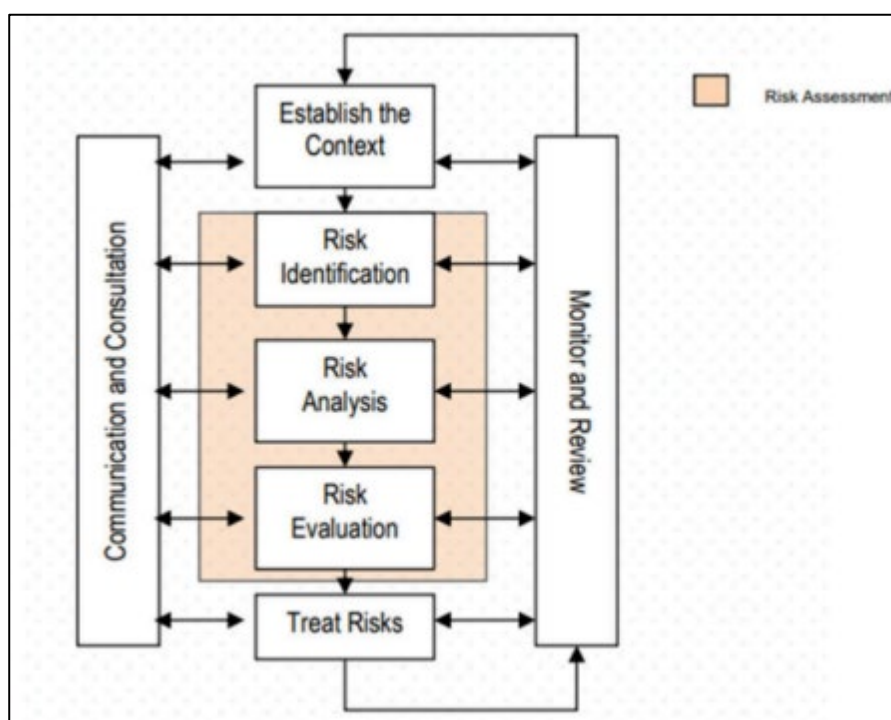 Establish the
Context
Risk Assessment
Communication and Consultation
Risk
Identification
Risk
Analysis
Risk
Evaluation
Treat Risks
Monitor and Review